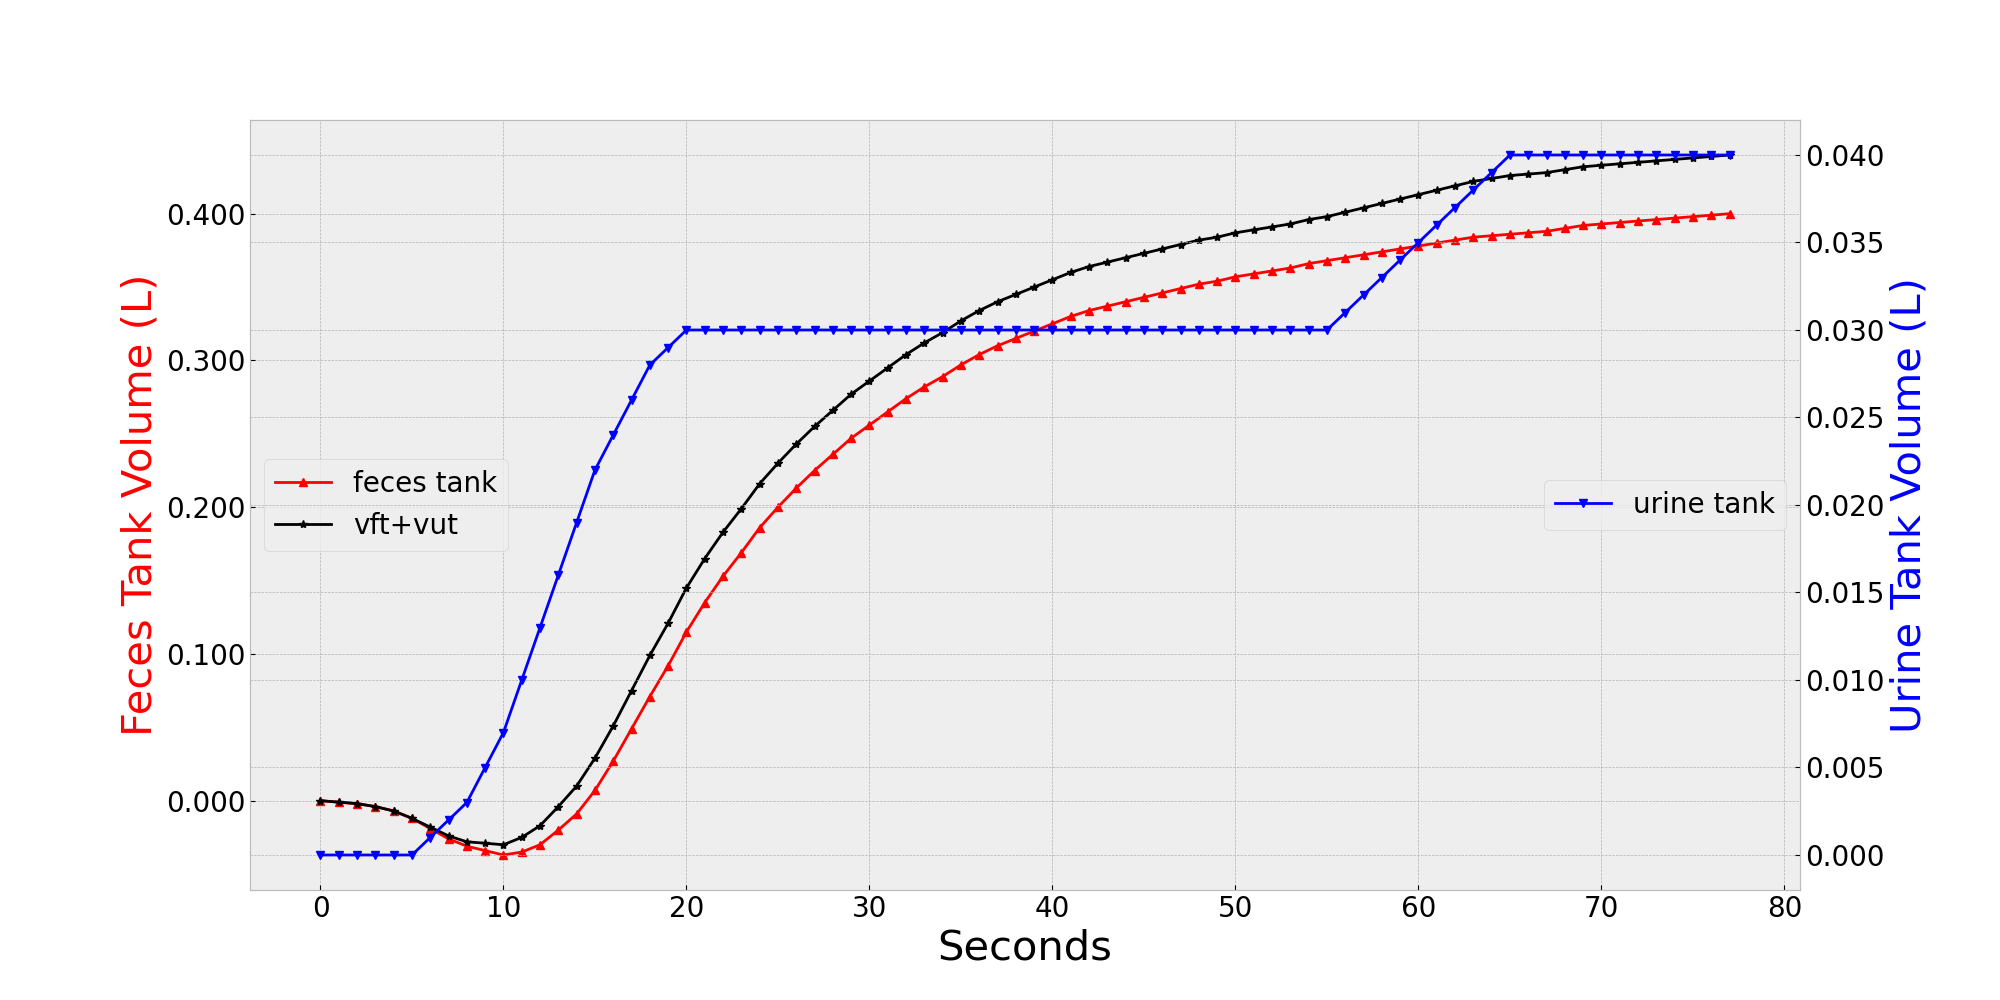 Feces Tank Volume (L)
0.400
0.300
0.200
0.100
0.000
feces tank
vft+vut
urine tank
0.040
0.035
0.030
0.025
0.020
0.015
0.010
0.005
0.000
Urine Tank Volume (L)
0 10 20 30 40 50 60 70 80
Seconds